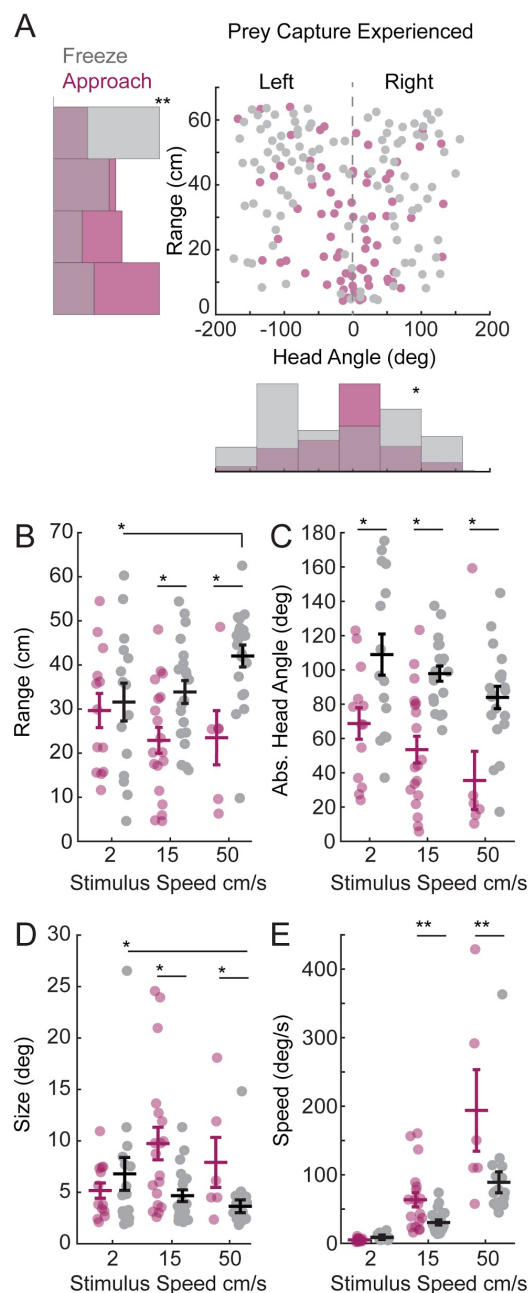 A
Prey Capture Experienced
Freeze
Approach
**
Left Right
Range (cm)
60
40
20
0
-200 -100 0 100 200
Head Angle (deg)
*
B
*
* *
Range (cm)
70
60
50
40
30
20
10
0
2 15 50
Stimulus Speed cm/s
C
* * *
Abs. Head Angle (deg)
180
160
140
120
100
80
60
40
20
0
2 15 50
Stimulus Speed cm/s
D
*
* *
Size (deg)
30
25
20
15
10
5
0
2 15 50
Stimulus Speed cm/s
E
** **
Speed (deg/s)
400
300
200
100
0
2 15 50
Stimulus Speed cm/s